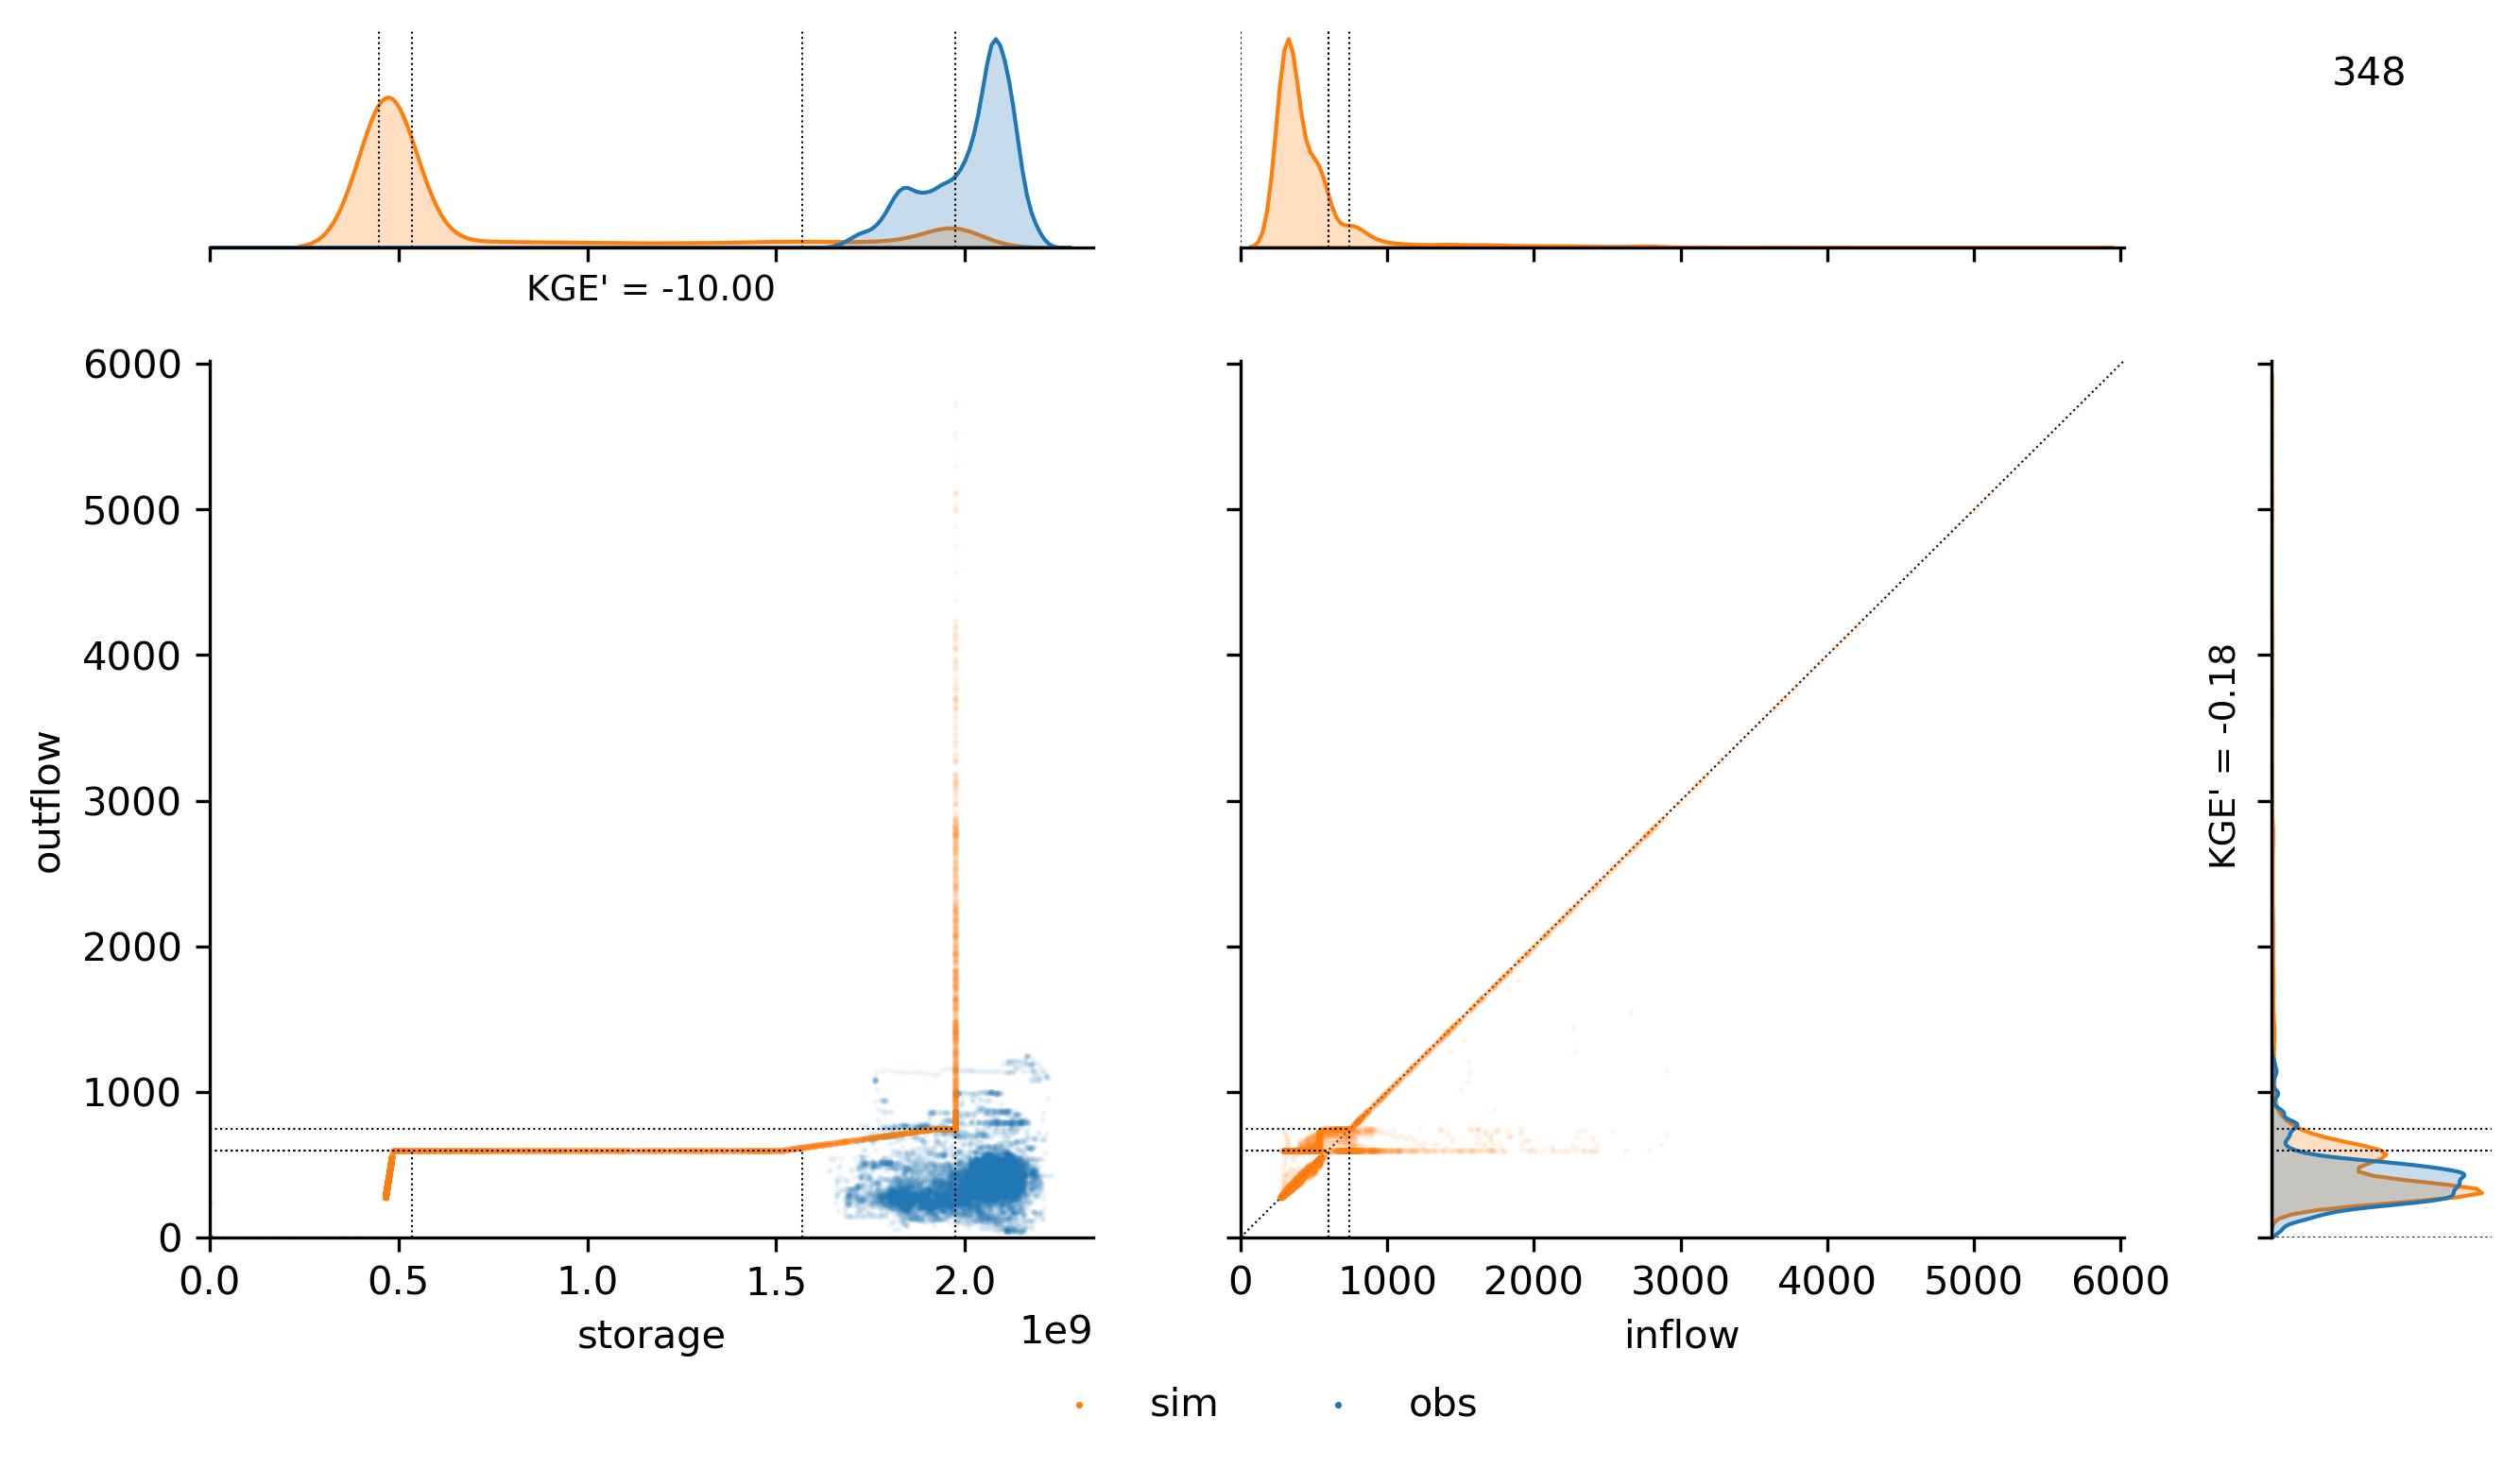 348
KGE' = -10.00
6000
5000
4000
3000
2000
1000
0
outflow
KGE' = -0.18
0.0 0.5 1.0 1.5 2.0
1e9
storage
0 1000 2000 3000 4000 5000 6000
inflow
sim obs